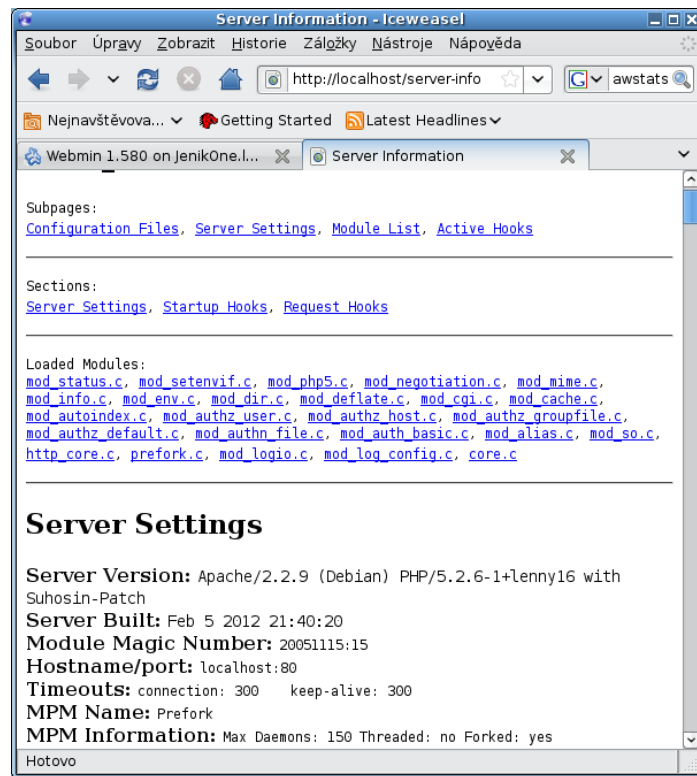 Server Information - Iceweasel
Soubor Úpravy Zobrazit Historie Záložky Nástroje Nápověda
http://localhost/server-info G awstats
Nejnavštěvova... Getting Started Latest Headlines
Webmin 1.580 on JenikOne.l... Server Information
Subpages:
Configuration Files, Server Settings, Module List, Active Hooks
Sections:
Server Settings, Startup Hooks, Request Hooks
Loaded Modules:
mod_status.c, mod_setenvif.c, mod_php5.c, mod_negotiation.c, mod_mime.c,
mod_info.c, mod_env.c, mod_dir.c, mod_deflate.c, mod_cgi.c, mod_cache.c,
mod_autoindex.c, mod_authz_user.c, mod_authz_host.c, mod_authz_groupfile.c,
mod_authz_default.c, mod_authn_file.c, mod_auth_basic.c, mod_alias.c, mod_so.c,
http_core.c, prefork.c, mod_logio.c, mod_log_config.c, core.c
Server Settings
Server Version: Apache/2.2.9 (Debian) PHP/5.2.6-1+lenny16 with
Suhosin-Patch
Server Built: Feb 5 2012 21:40:20
Module Magic Number: 20051115:15
Hostname/port: localhost:80
Timeouts: connection: 300 keep-alive: 300
MPM Name: Prefork
MPM Information: Max Daemons: 150 Threaded: no Forked: yes
Hotovo